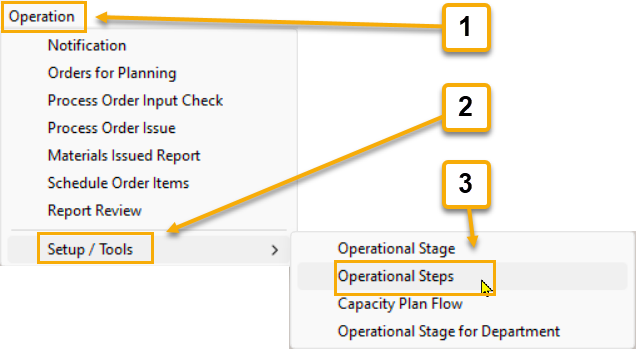 Operation
1
Notification
Orders for Planning
Process Order Input Check
2
Process Order Issue
Materials Issued Report
Schedule Order Items
3
Report Review
Setup / Tools
Operational Stage
Operational Steps
Capacity Plan Flow
Operational Stage for Department